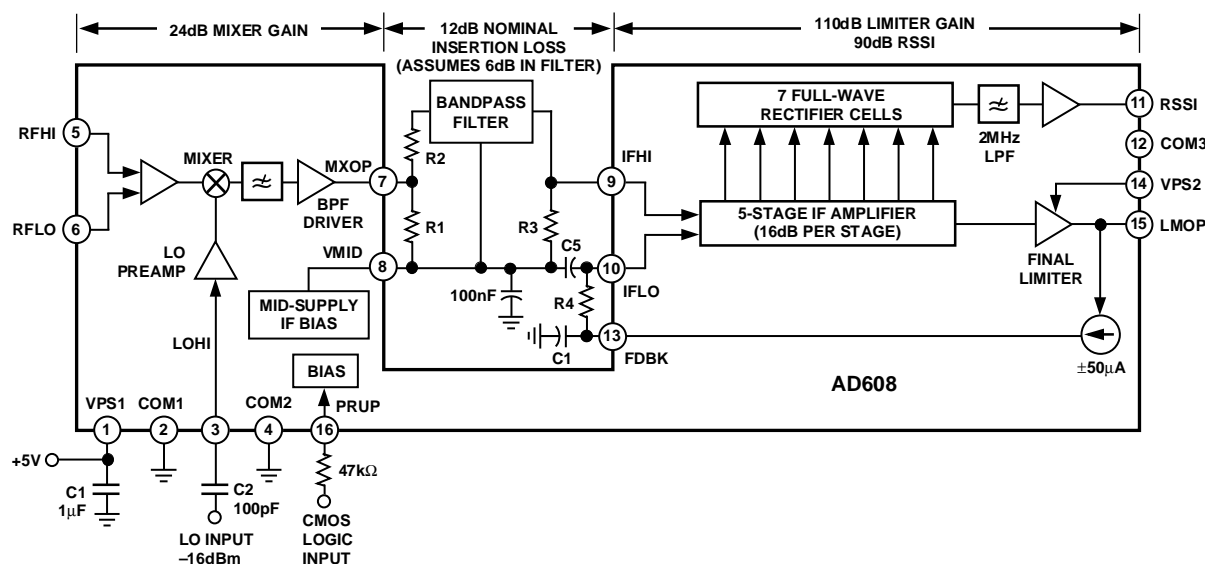 24dB MIXER GAIN
12dB NOMINAL
INSERTION LOSS
(ASSUMES 6dB IN FILTER)
110dB LIMITER GAIN
90dB RSSI
RFHI
5
6
RFLO
MIXER
LO
PREAMP
LOHI
BPF
DRIVER
MXOP
7
VMID
8
MID-SUPPLY
IF BIAS
BIAS
PRUP
R2
R1
BANDPASS
FILTER
R3
C5
100nF
R4
C1
IFHI
9
10
IFLO
13
FDBK
7 FULL-WAVE
RECTIFIER CELLS
2MHz
LPF
5-STAGE IF AMPLIFIER
(16dB PER STAGE)
FINAL
LIMITER
11
RSSI
12
COM3
14
VPS2
15
LMOP
±50µA
AD608
VPS1
1
COM1
2
3
COM2
4
16
+5V
C1
1µF
C2
100pF
LO INPUT
–16dBm
47kΩ
CMOS
LOGIC
INPUT